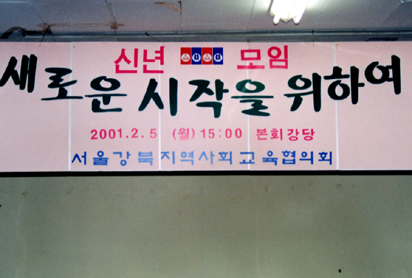 신년 모임
새로운 시작을 위하여
2001.2.5 (월) 15:00 본회강당
서울강북지역사회교육협의회